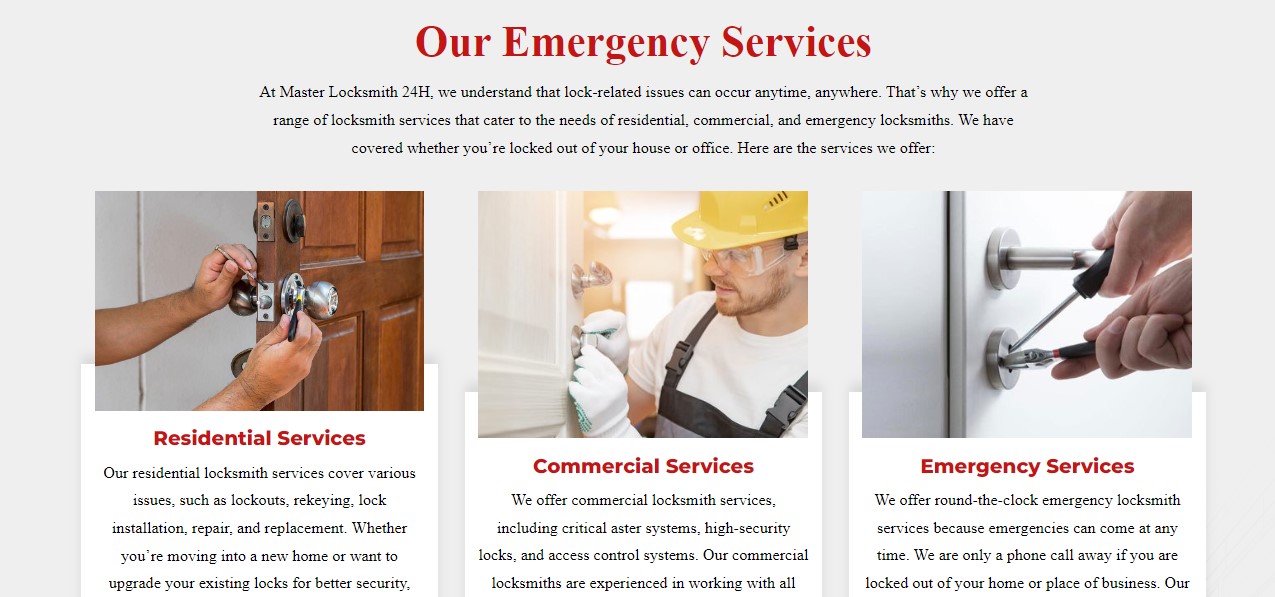 Our Emergency Services
At Master Locksmith 24H, we understand that lock-related issues can occur anytime, anywhere. That’s why we offer a
range of locksmith services that cater to the needs of residential, commercial, and emergency locksmiths. We have
covered whether you’re locked out of your house or office. Here are the services we offer:
Residential Services
Our residential locksmith services cover various
issues, such as lockouts, rekeying, lock
installation, repair, and replacement. Whether
you’re moving into a new home or want to
upgrade your existing locks for better security,
Commercial Services
We offer commercial locksmith services,
including critical aster systems, high-security
locks, and access control systems. Our commercial
locksmiths are experienced in working with all
Emergency Services
We offer round-the-clock emergency locksmith
services because emergencies can come at any
time. We are only a phone call away if you are
locked out of your home or place of business. Our